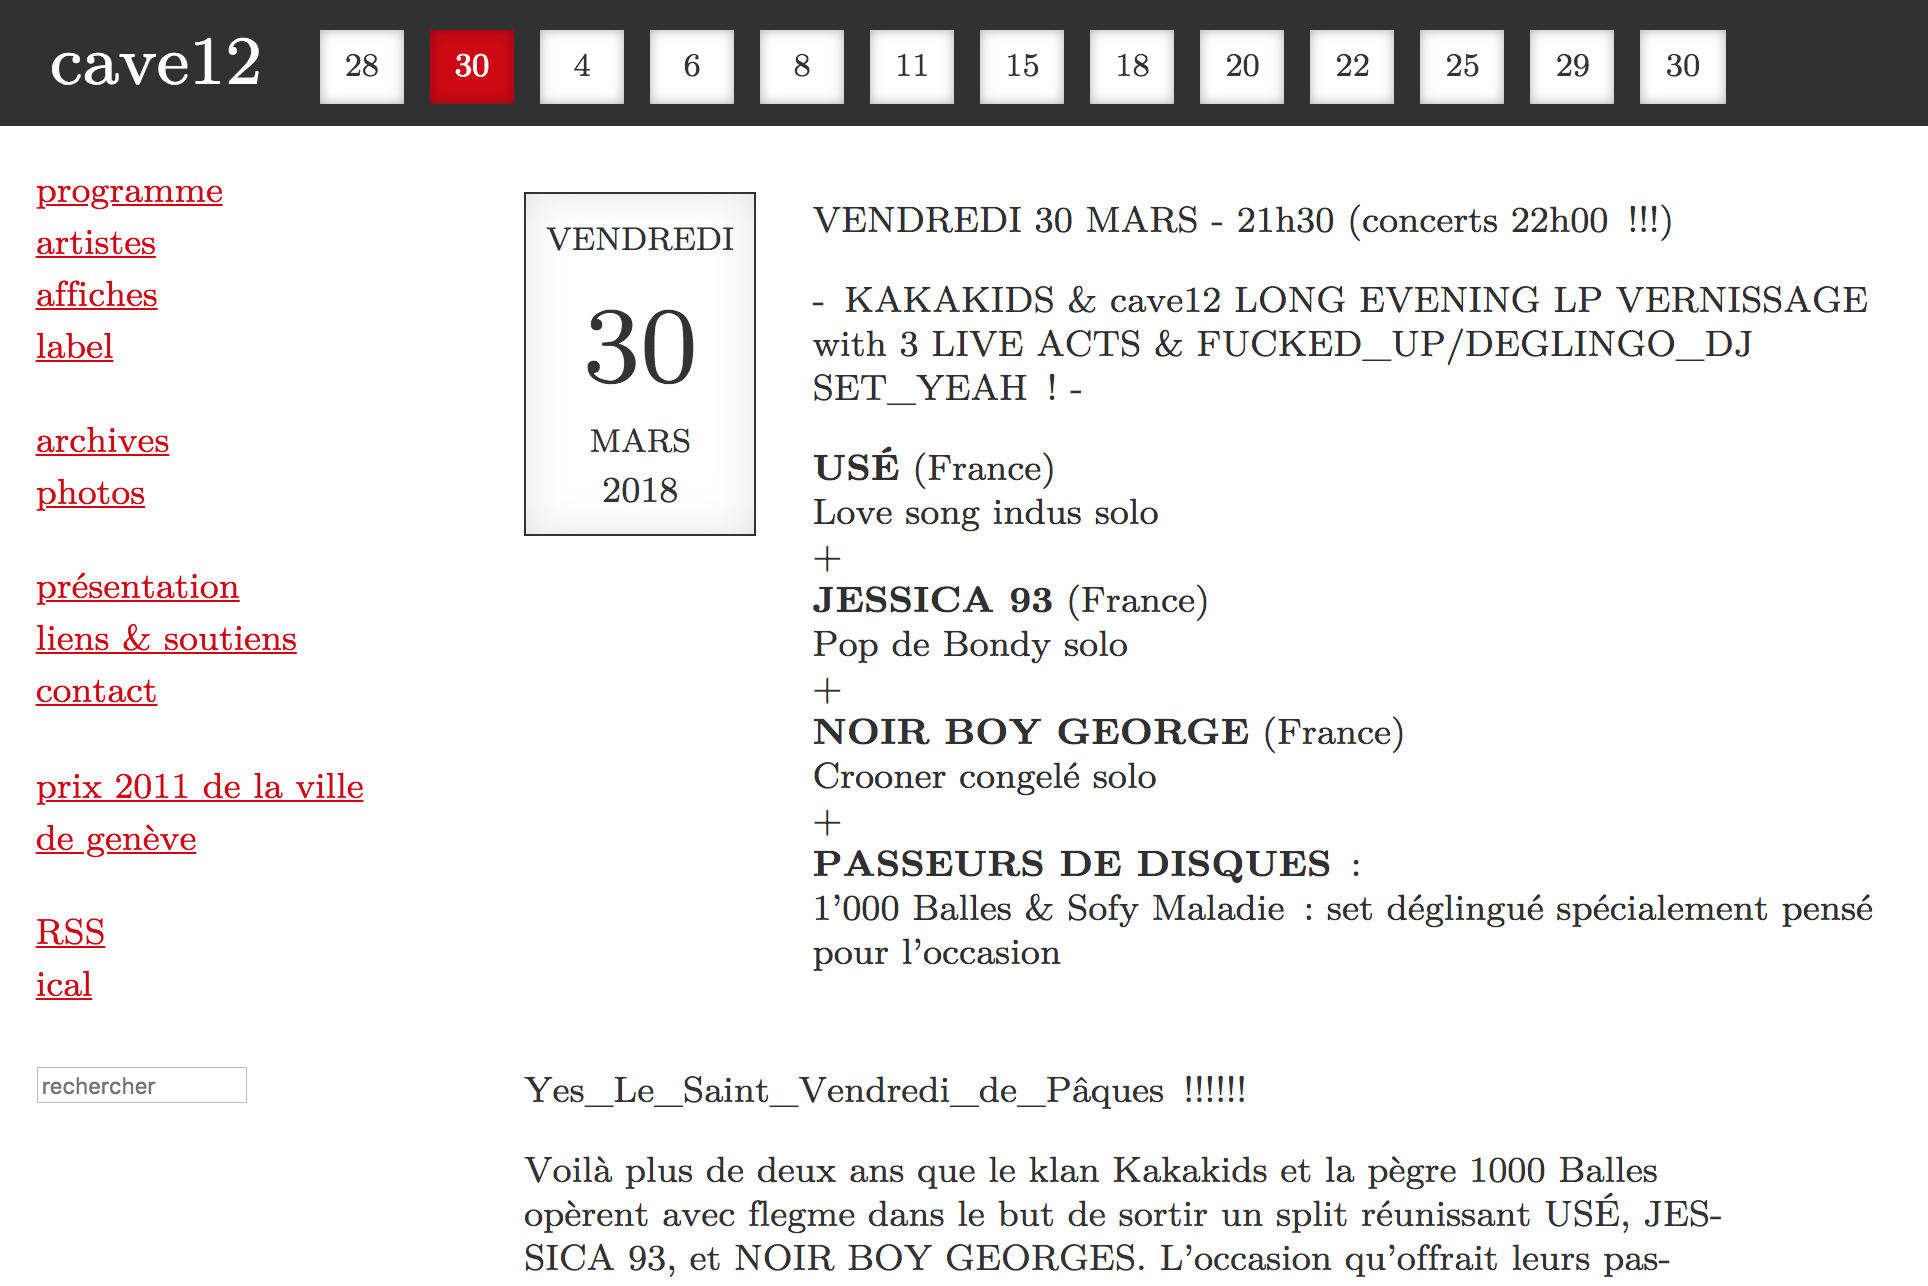 cave12
28 30 4 6 8 11 15 18 20 22 25 29 30
programme
artistes
affiches
label
archives
photos
présentation
liens & soutiens
contact
prix 2011 de la ville
de genève
RSS
ical
rechercher
VENDREDI
30
MARS
2018
VENDREDI 30 MARS - 21h30 (concerts 22h00 !!!)
- KAKAKIDS & cave12 LONG EVENING LP VERNISSAGE
with 3 LIVE ACTS & FUCKED_UP/DEGLINGO_DJ
SET_YEAH ! -
USÉ (France)
Love song indus solo
+
JESSICA 93 (France)
Pop de Bondy solo
+
NOIR BOY GEORGE (France)
Crooner congelé solo
+
PASSEURS DE DISQUES :
1’000 Balles & Sofy Maladie : set déglingué spécialement pensé
pour l’occasion
Yes_Le_Saint_Vendredi_de_Pâques !!!!!!
Voilà plus de deux ans que le klan Kakakids et la pègre 1000 Balles
opèrent avec flegme dans le but de sortir un split réunissant USÉ, JES-
SICA 93, et NOIR BOY GEORGES. L’occasion qu’offrait leurs pas-